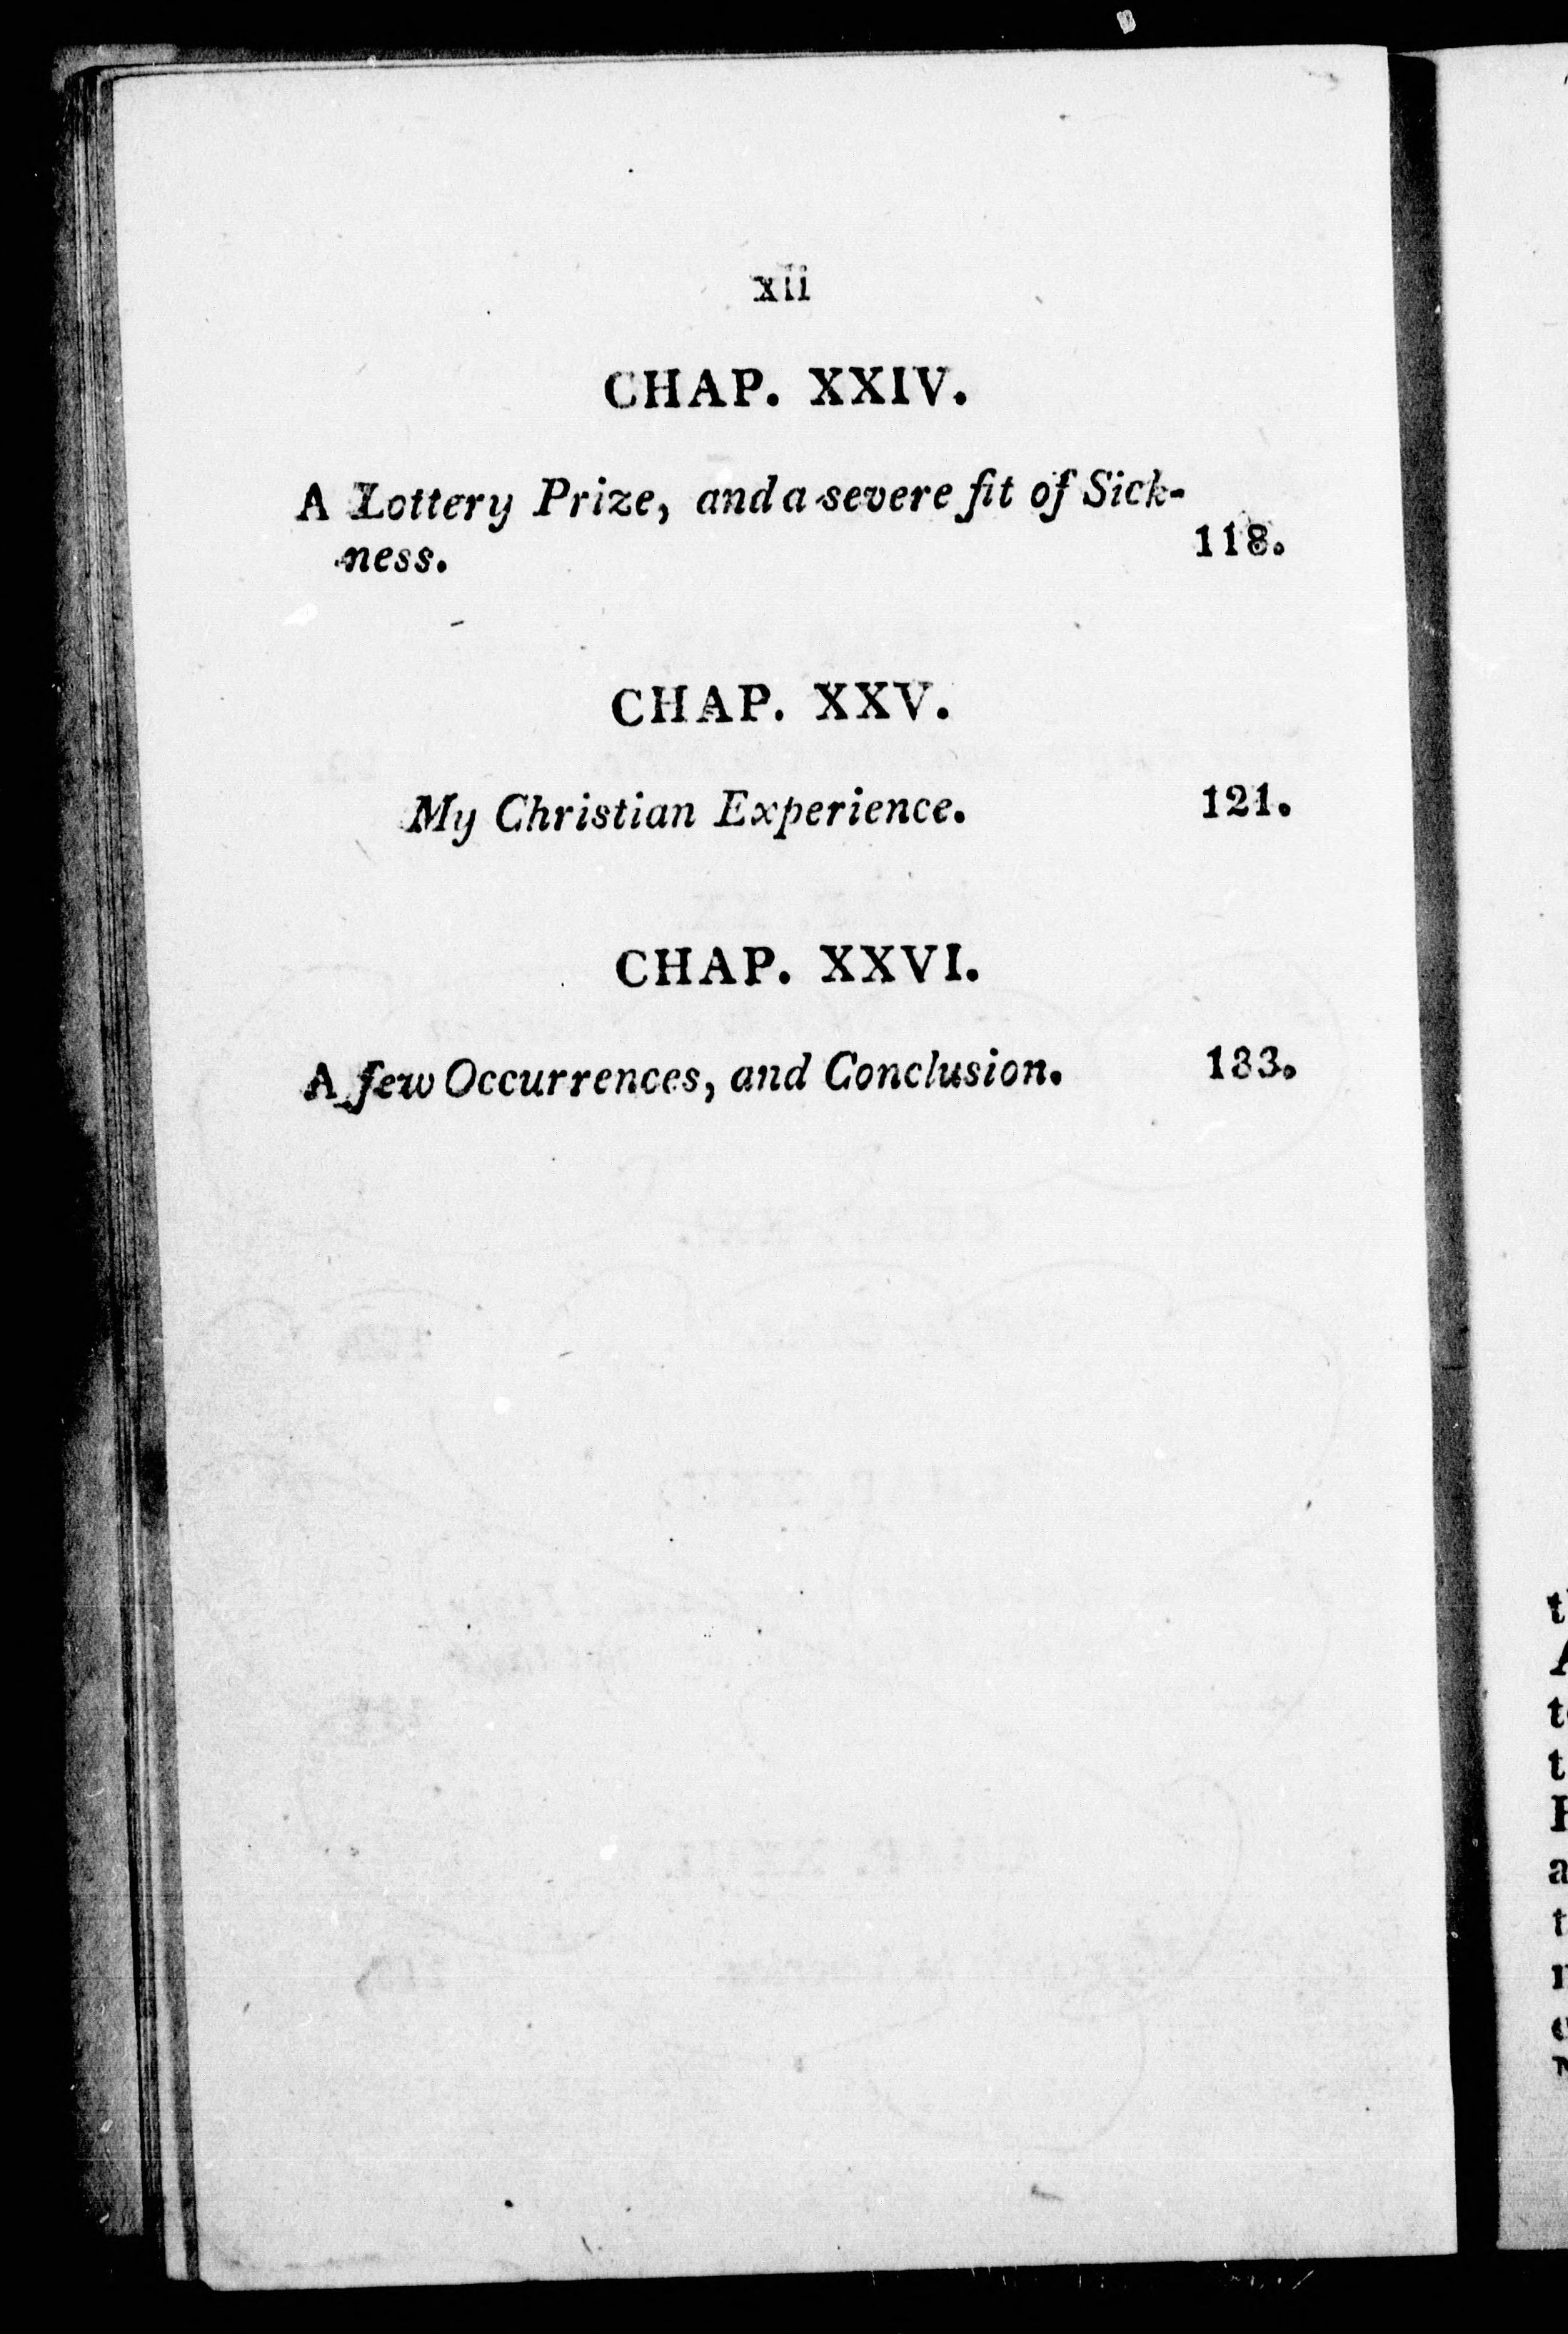 xii
CHAP. XXIV.
A Lottery Prize, and a severe fit of Sick-
ness. 118.
CHAP. XXV.
My Christian Experience. 121.
CHAP. XXVI.
A few Occurrences, and Conclusion. 133.